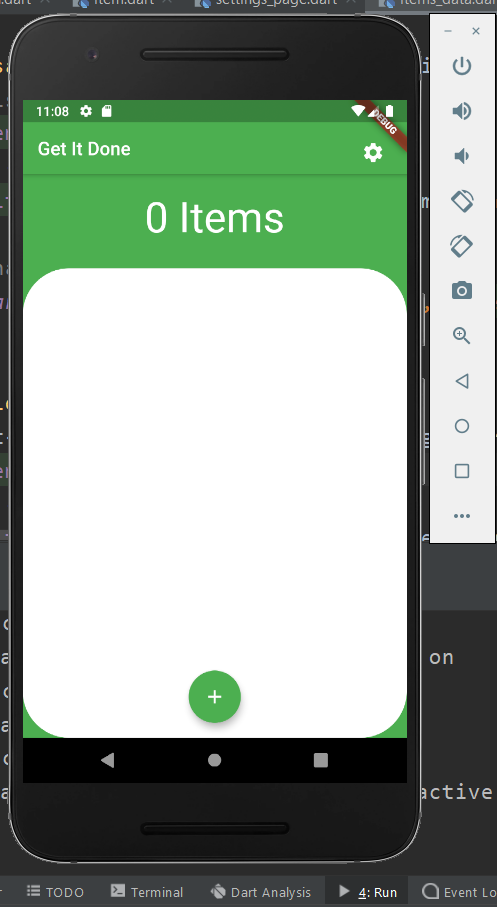 item.dart
settings_page.dart
items_data.dart
11:08
DEBUG
Get It Done
0 Items
+
on
active
TODO
Terminal
Dart Analysis
4: Run
Event Lo